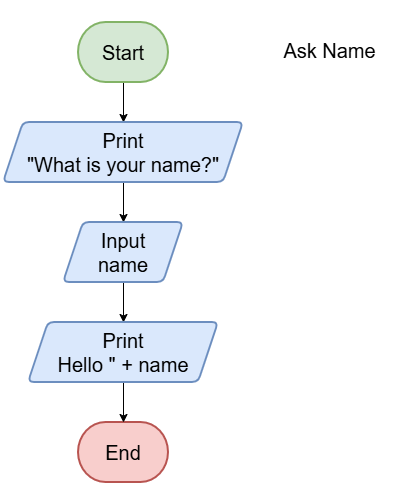 Start
Ask Name
Print
"What is your name?"
Input
name
Print
Hello " + name
End